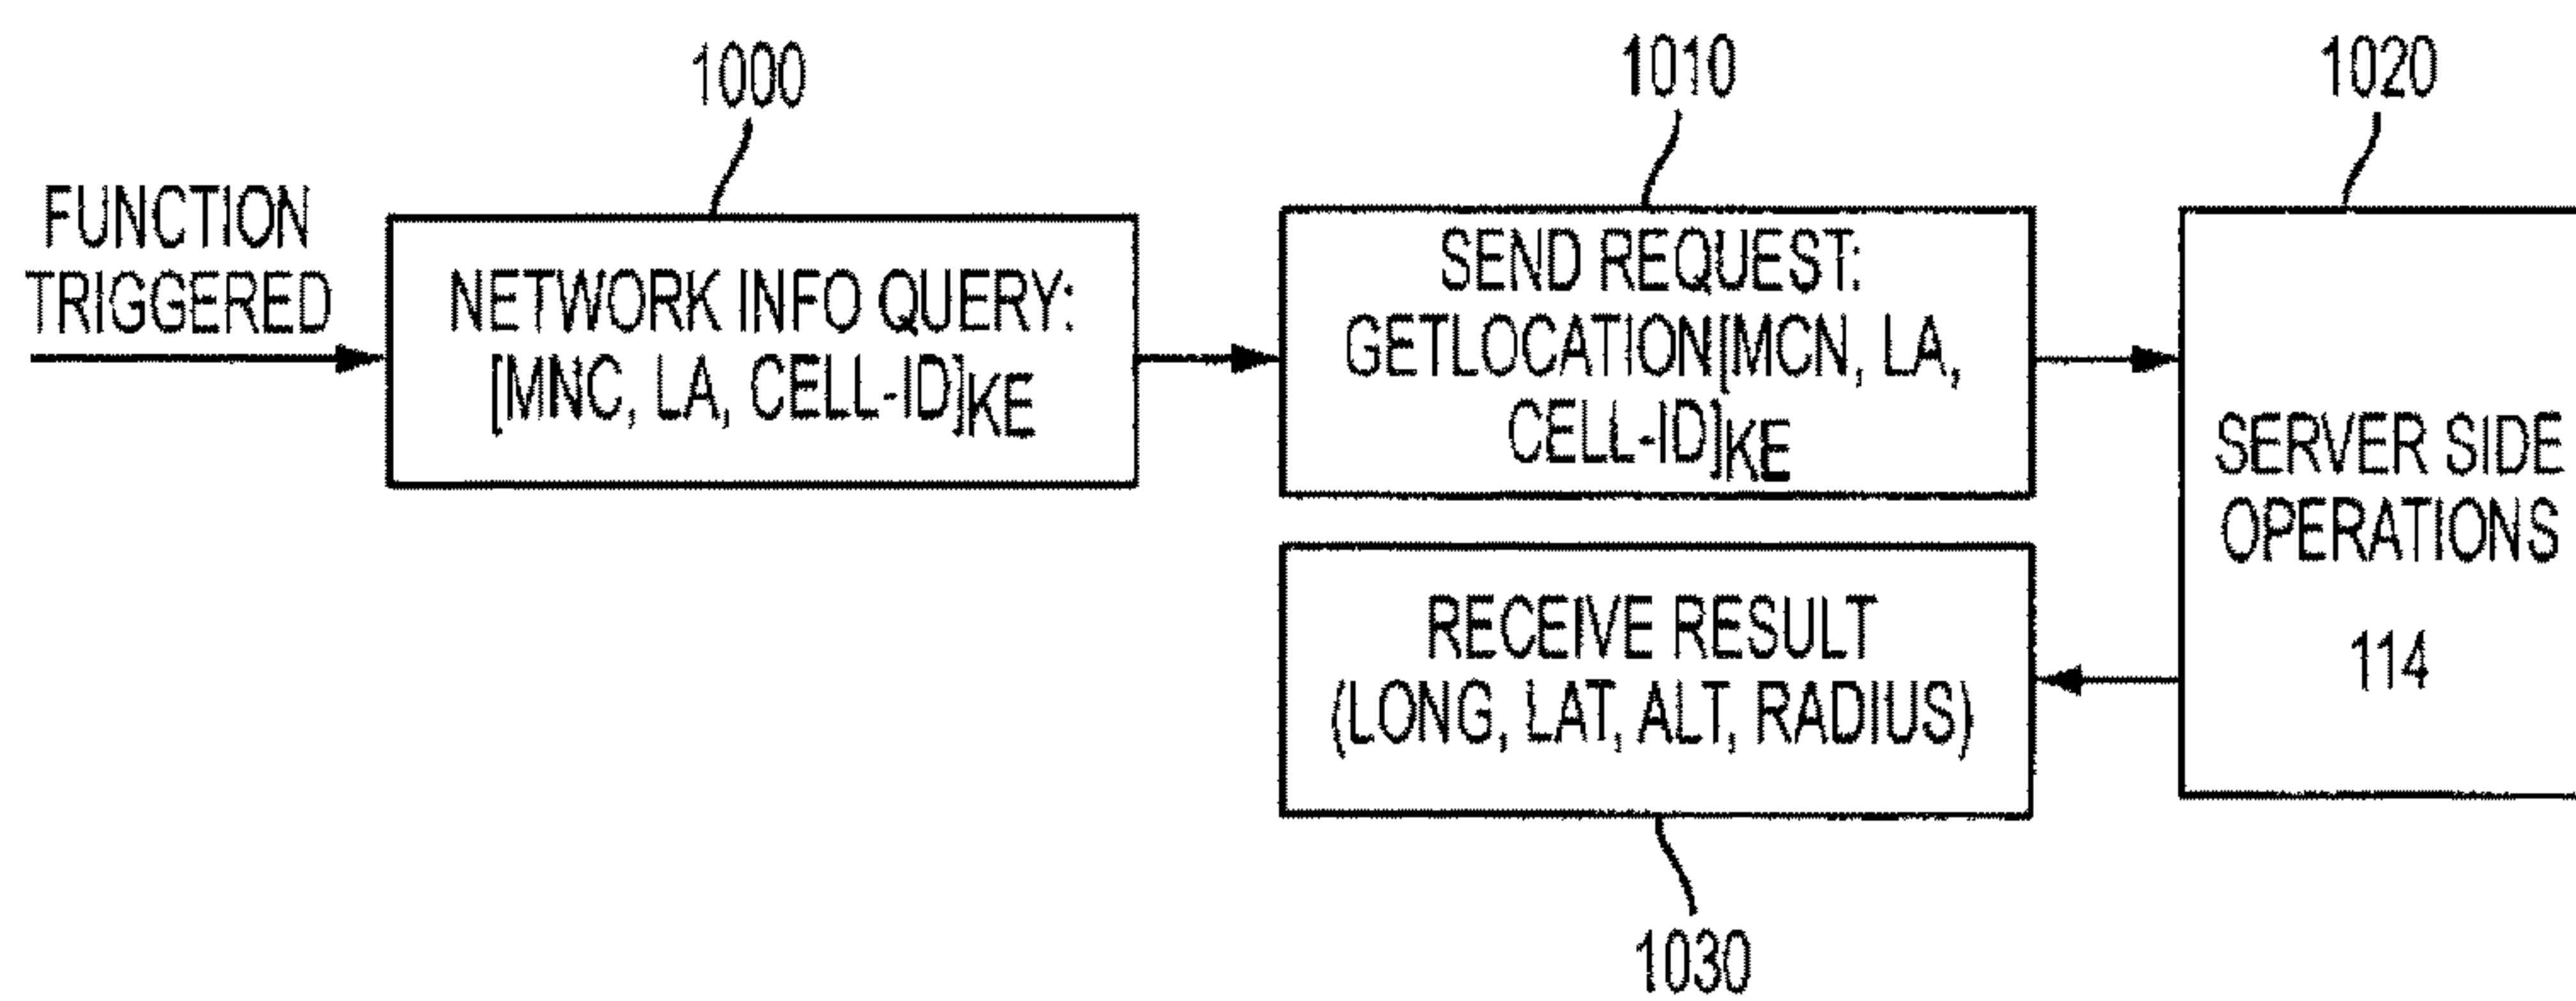 1000
1010
1020
FUNCTION
TRIGGERED
NETWORK INFO QUERY:
[MNC, LA, CELL-ID]KE
SEND REQUEST:
GETLOCATION[MCN, LA,
CELL-ID]KE
SERVER SIDE
OPERATIONS
114
RECEIVE RESULT
(LONG, LAT, ALT, RADIUS)
1030